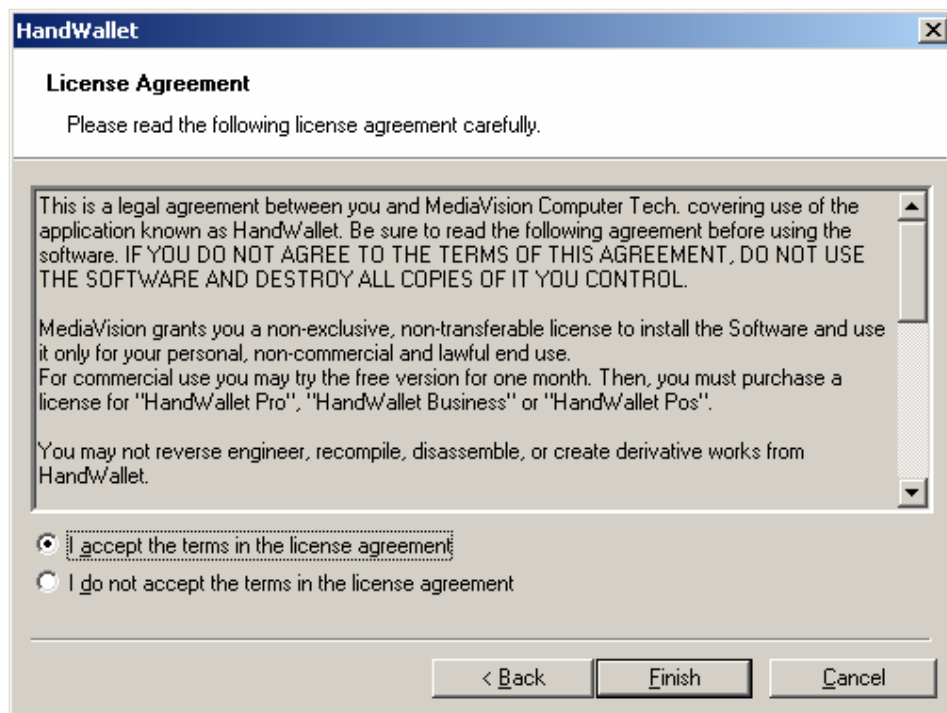 HandWallet
License Agreement
Please read the following license agreement carefully.
This is a legal agreement between you and MediaVision Computer Tech. covering use of the
application known as HandWallet. Be sure to read the following agreement before using the
software. IF YOU DO NOT AGREE TO THE TERMS OF THIS AGREEMENT, DO NOT USE
THE SOFTWARE AND DESTROY ALL COPIES OF IT YOU CONTROL.
MediaVision grants you a non-exclusive, non-transferable license to install the Software and use
it only for your personal, non-commercial and lawful end use.
For commercial use you may try the free version for one month. Then, you must purchase a
license for "HandWallet Pro", "HandWallet Business" or "HandWallet Pos".
You may not reverse engineer, recompile, disassemble, or create derivative works from
HandWallet.
I accept the terms in the license agreement
I do not accept the terms in the license agreement
< Back Finish Cancel